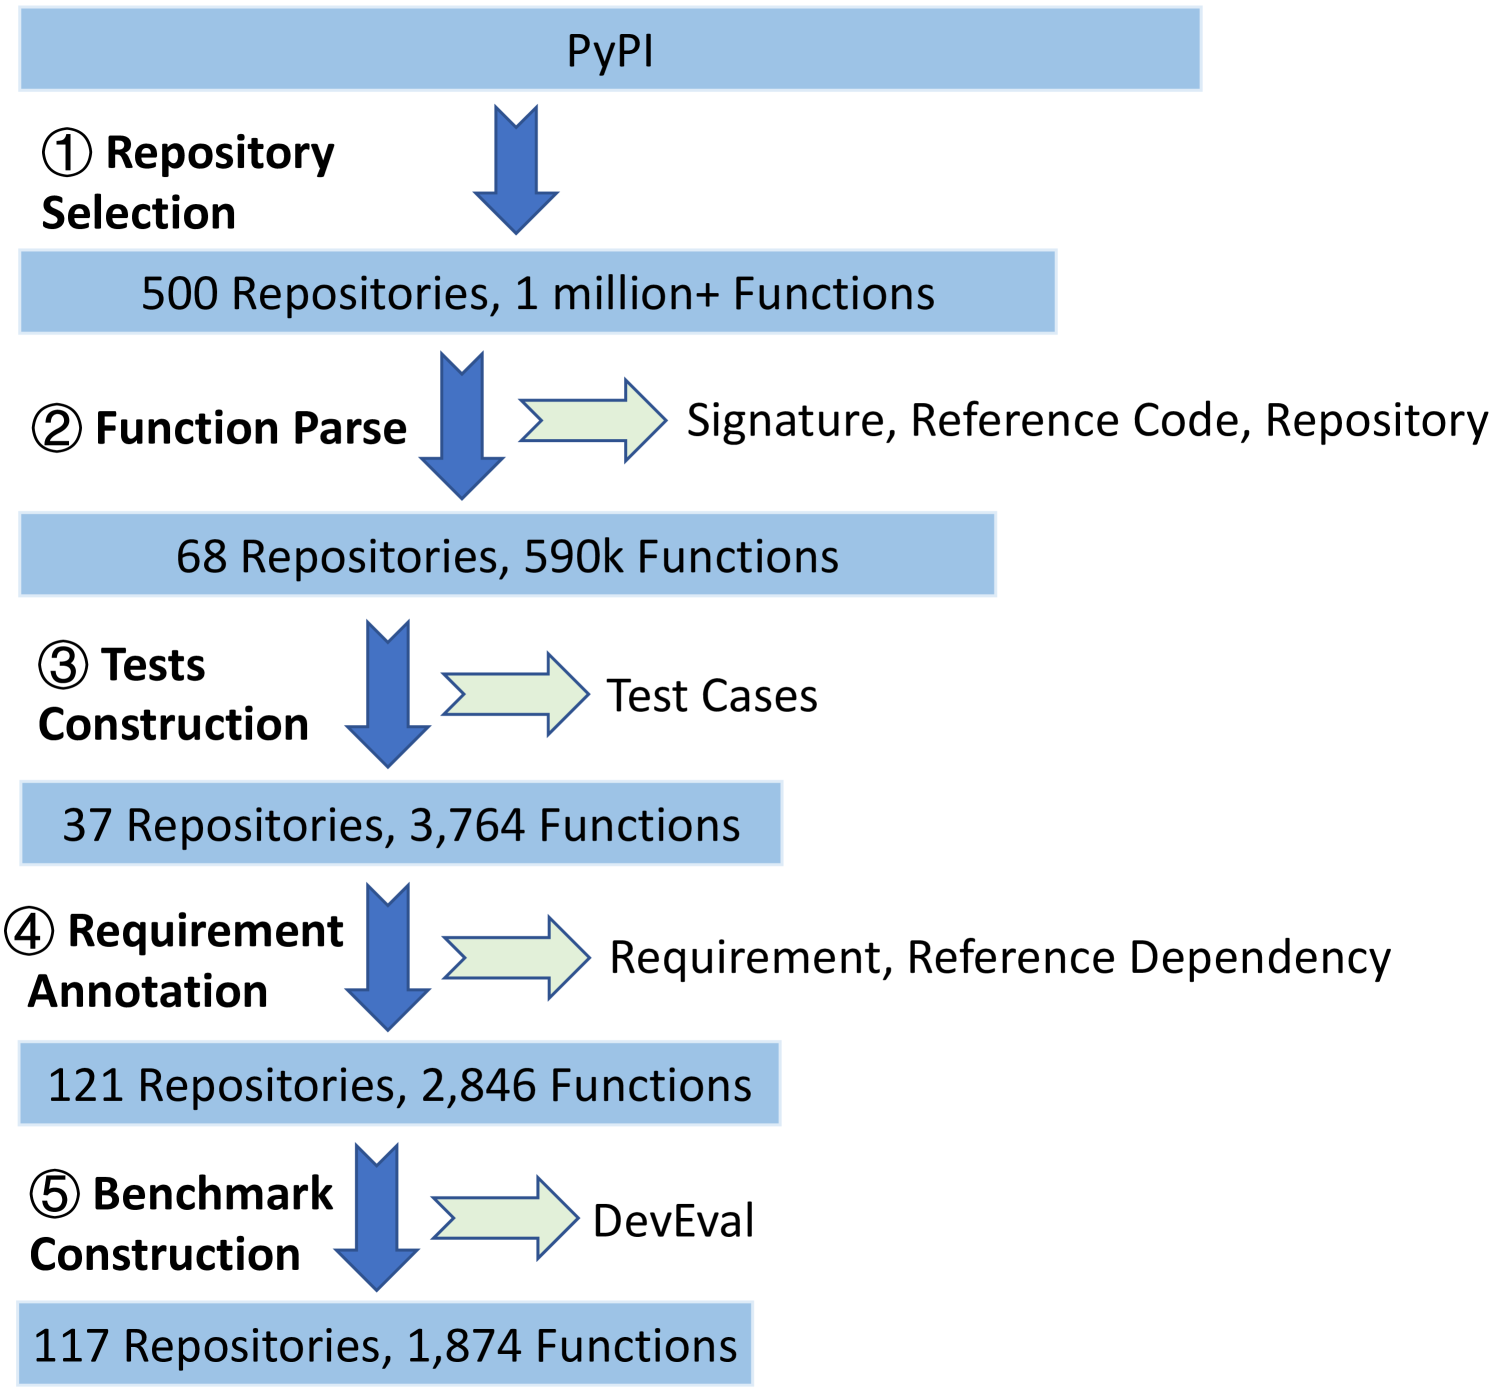 PyPI
① Repository
Selection
500 Repositories, 1 million+ Functions
② Function Parse
Signature, Reference Code, Repository
68 Repositories, 590k Functions
③ Tests
Construction
Test Cases
37 Repositories, 3,764 Functions
④ Requirement
Annotation
Requirement, Reference Dependency
121 Repositories, 2,846 Functions
⑤ Benchmark
Construction
DevEval
117 Repositories, 1,874 Functions